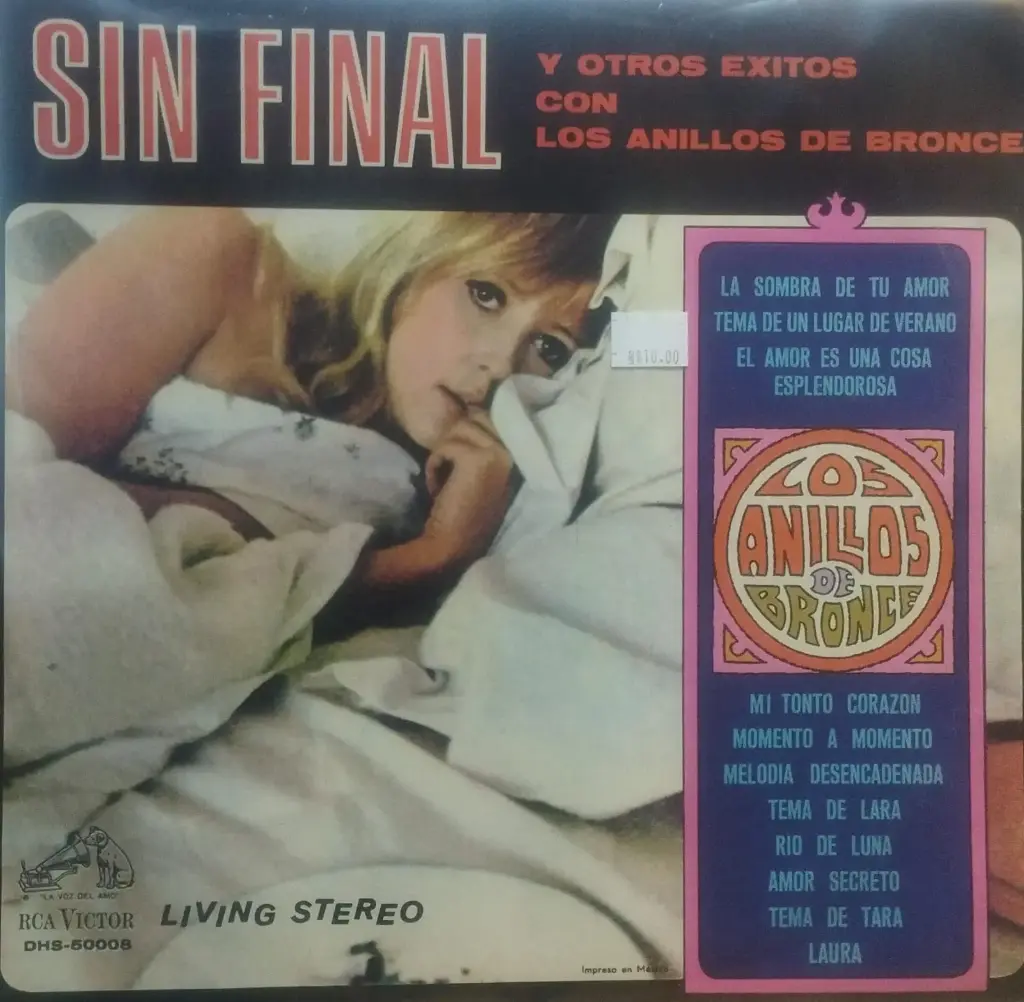 SIN FINAL
Y OTROS EXITOS
CON
LOS ANILLOS DE BRONCE
LA SOMBRA DE TU AMOR
TEMA DE UN LUGAR DE VERANO
EL AMOR ES UNA COSA
ESPLENDOROSA
LOS
ANILLOS
DE
BRONCE
MI TONTO CORAZON
MOMENTO A MOMENTO
MELODIA DESENCADENADA
TEMA DE LARA
RIO DE LUNA
AMOR SECRETO
TEMA DE TARA
LAURA
"LA VOZ DEL AMO"
RCA VICTOR
DHS-50008
LIVING STEREO
Impreso en